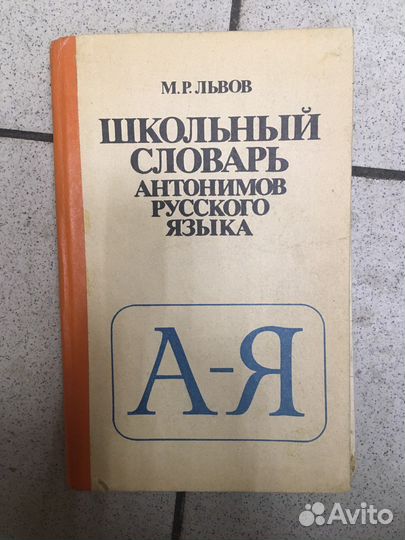 М.Р.ЛЬВОВ
ШКОЛЬНЫЙ
СЛОВАРЬ
АНТОНИМОВ
РУССКОГО
ЯЗЫКА
А-Я
Avito